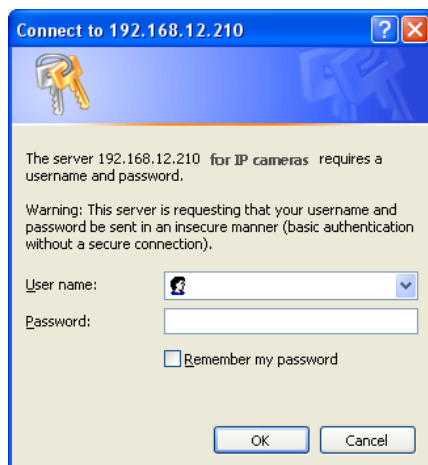 Connect to 192.168.12.210
The server 192.168.12.210 for IP cameras requires a
username and password.
Warning: This server is requesting that your username and
password be sent in an insecure manner (basic authentication
without a secure connection).
User name:
Password:
Remember my password
OK Cancel